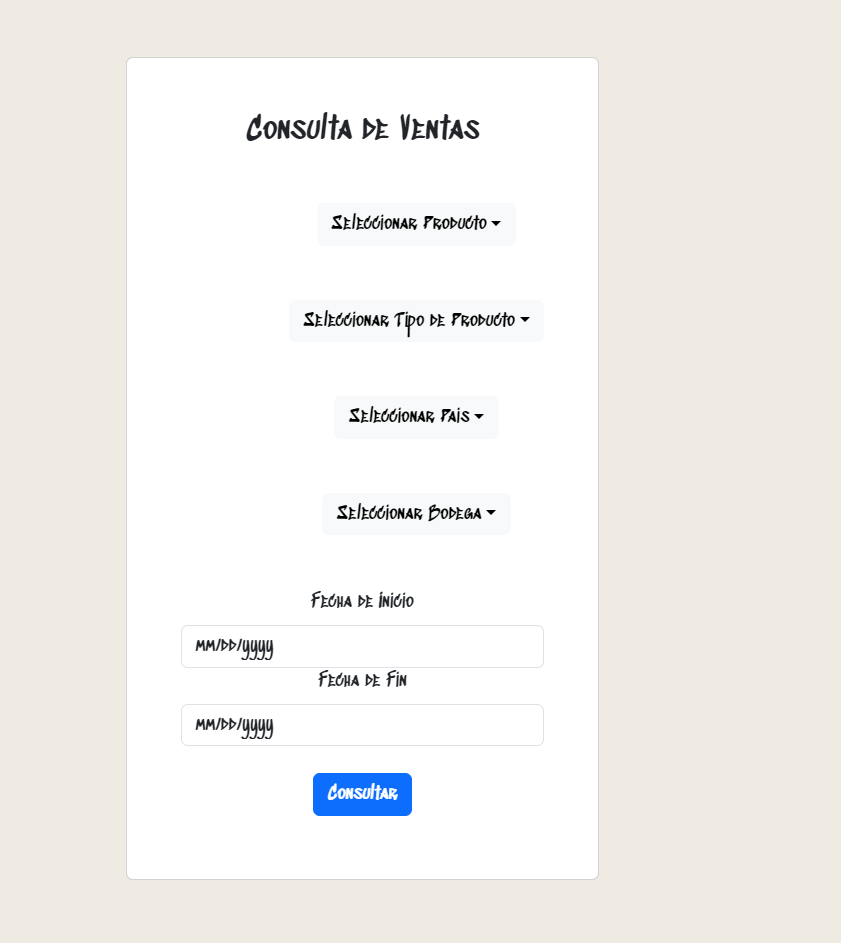 Consulta de Ventas
Seleccionar Producto
Seleccionar Tipo de Producto
Seleccionar Pais
Seleccionar Bodega
Fecha de Inicio
mm/dd/yyyy
Fecha de Fin
mm/dd/yyyy
Consultar